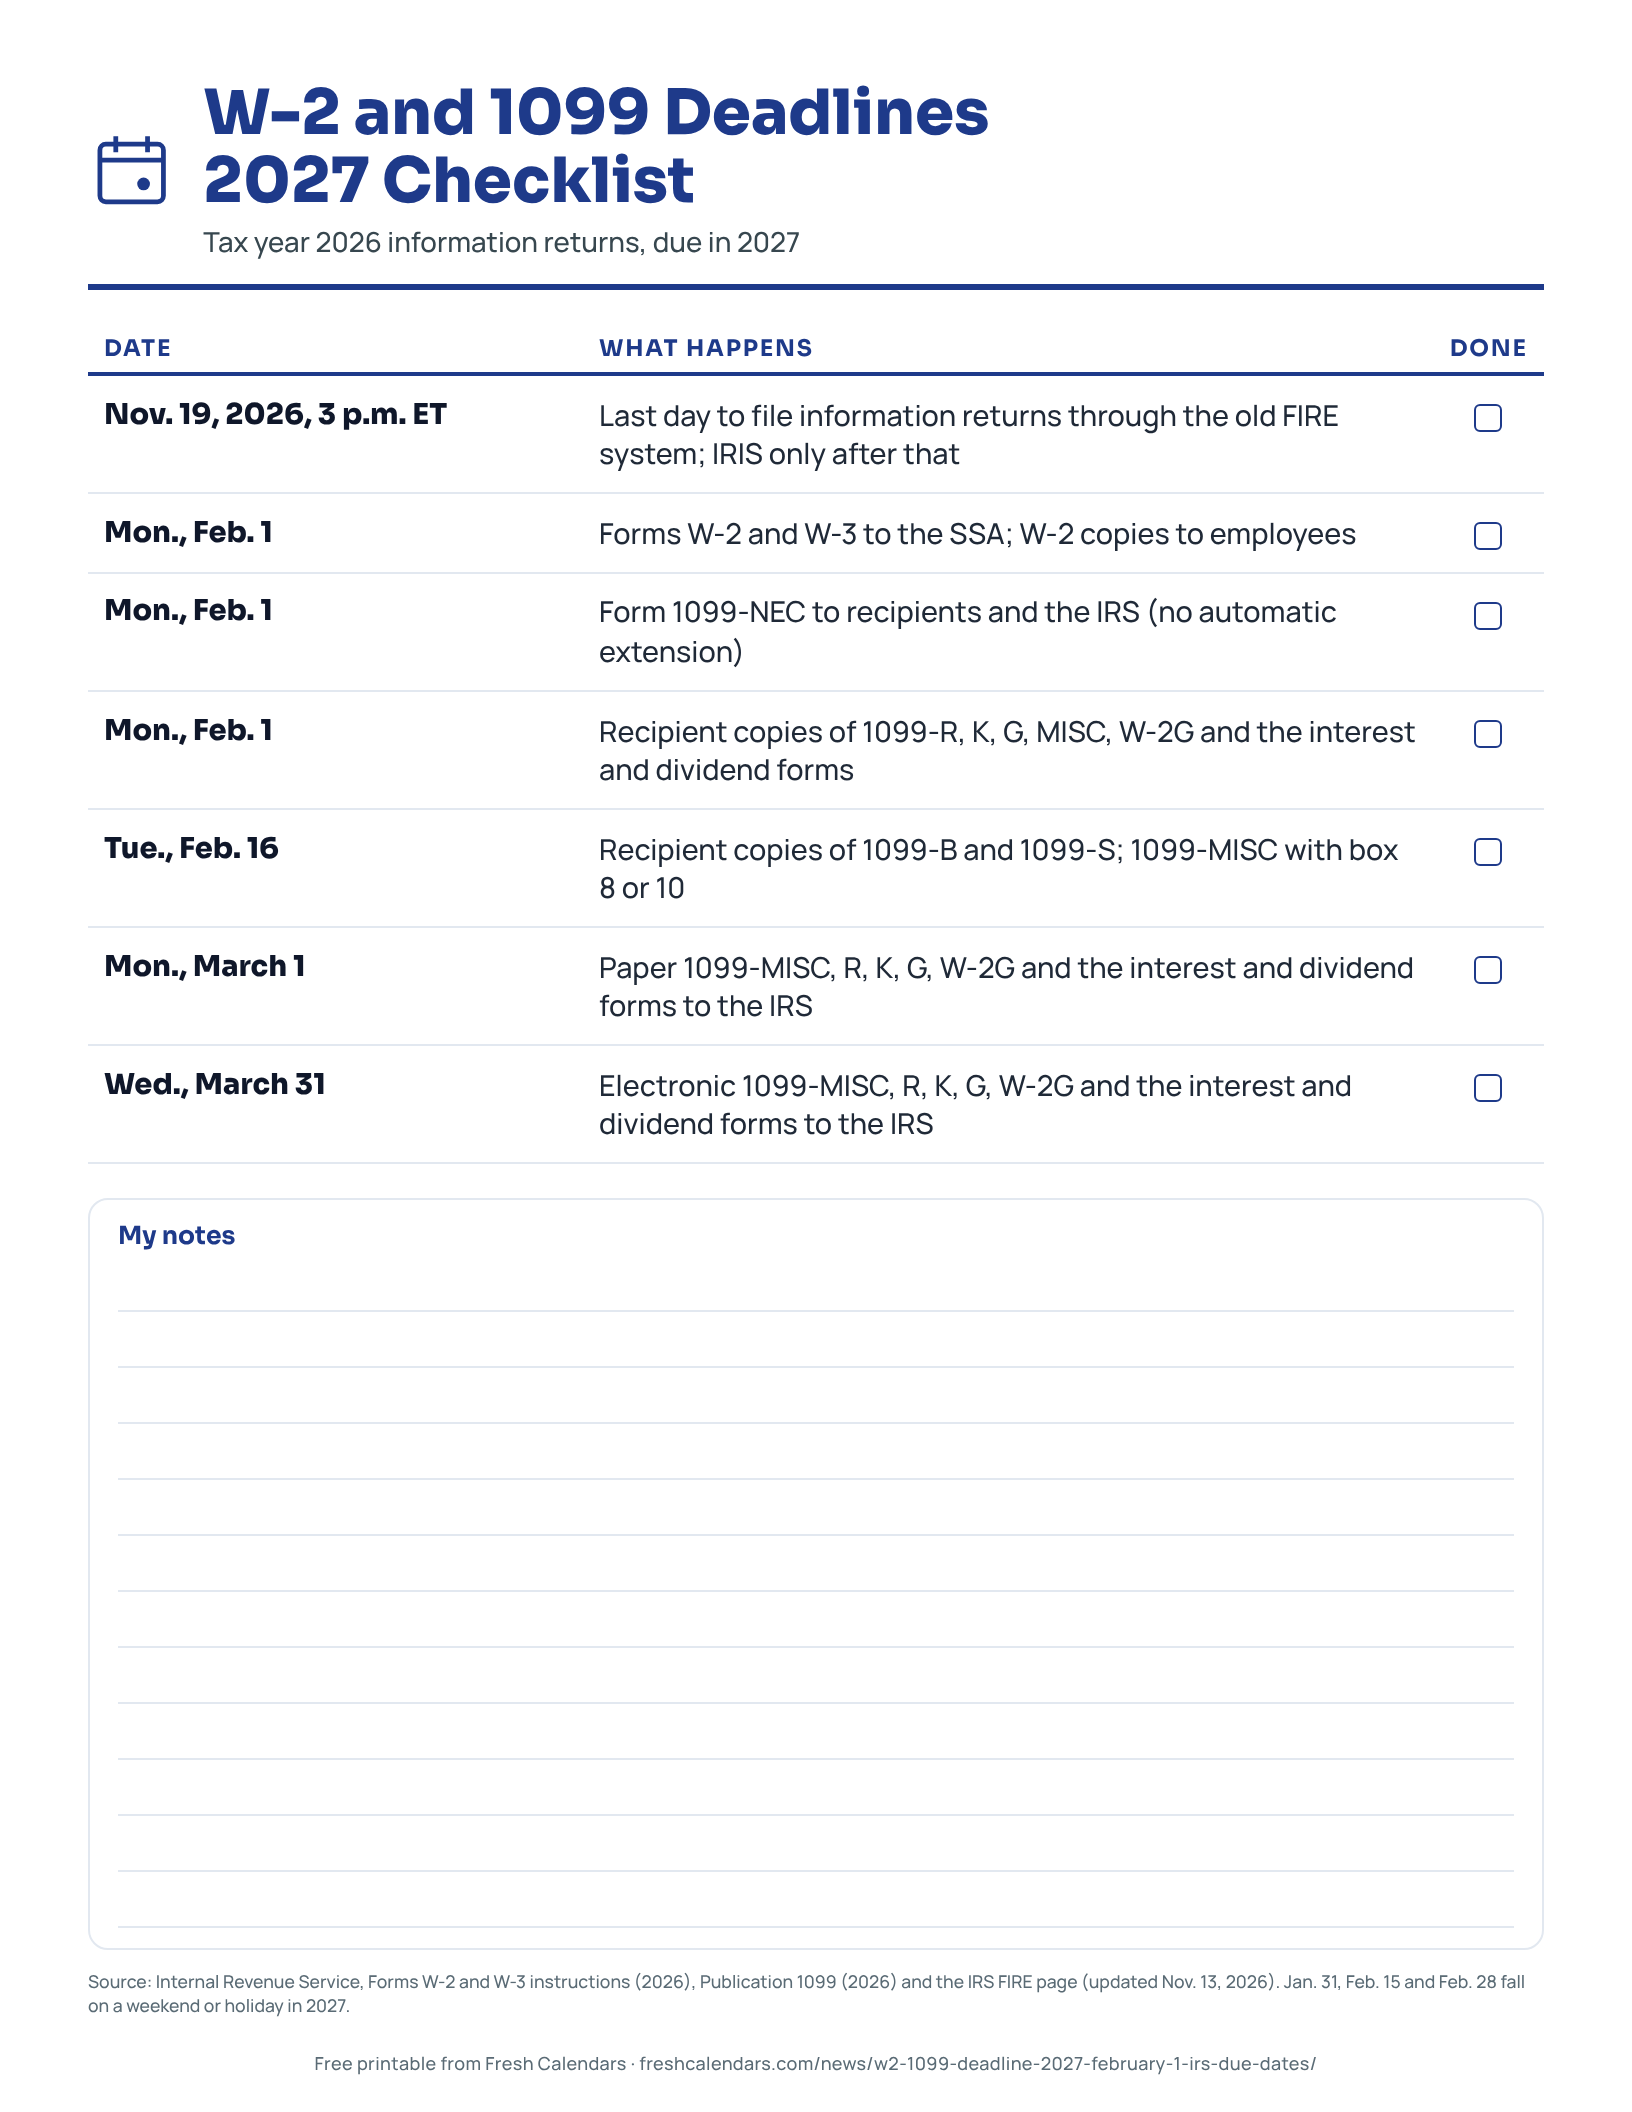 W-2 and 1099 Deadlines
2027 Checklist
Tax year 2026 information returns, due in 2027
DATE WHAT HAPPENS DONE
Nov. 19, 2026, 3 p.m. ET Last day to file information returns through the old FIRE
system; IRIS only after that
Mon., Feb. 1 Forms W-2 and W-3 to the SSA; W-2 copies to employees
Mon., Feb. 1 Form 1099-NEC to recipients and the IRS (no automatic
extension)
Mon., Feb. 1 Recipient copies of 1099-R, K, G, MISC, W-2G and the interest
and dividend forms
Tue., Feb. 16 Recipient copies of 1099-B and 1099-S; 1099-MISC with box
8 or 10
Mon., March 1 Paper 1099-MISC, R, K, G, W-2G and the interest and dividend
forms to the IRS
Wed., March 31 Electronic 1099-MISC, R, K, G, W-2G and the interest and
dividend forms to the IRS
My notes
Source: Internal Revenue Service, Forms W-2 and W-3 instructions (2026), Publication 1099 (2026) and the IRS FIRE page (updated Nov. 13, 2026). Jan. 31, Feb. 15 and Feb. 28 fall
on a weekend or holiday in 2027.
Free printable from Fresh Calendars · freshcalendars.com/news/w2-1099-deadline-2027-february-1-irs-due-dates/